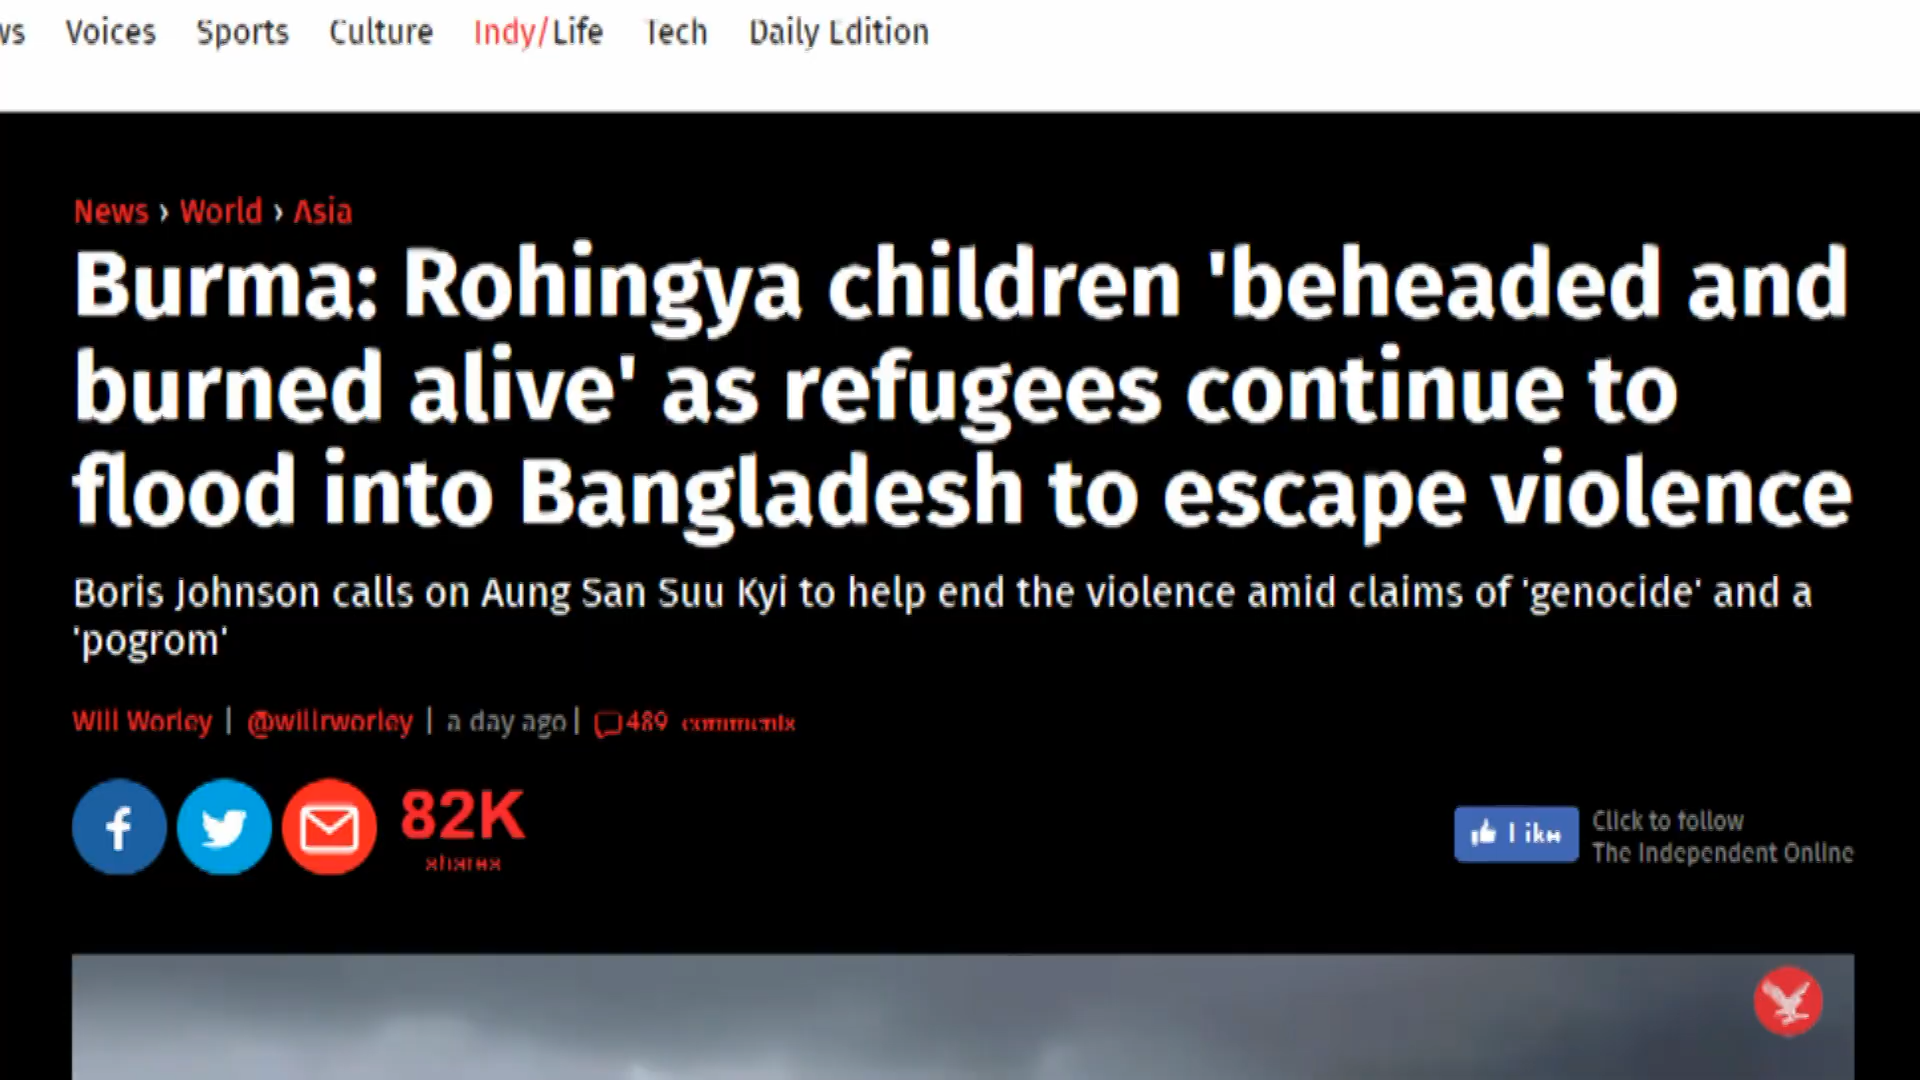 Voices Sports Culture Indy/Life Tech Daily Edition
News › World › Asia
Burma: Rohingya children 'beheaded and
burned alive' as refugees continue to
flood into Bangladesh to escape violence
Boris Johnson calls on Aung San Suu Kyi to help end the violence amid claims of 'genocide' and a
'pogrom'
Will Worley | @willrworley | a day ago | 489 comments
82K
shares
Like
Click to follow
The Independent Online